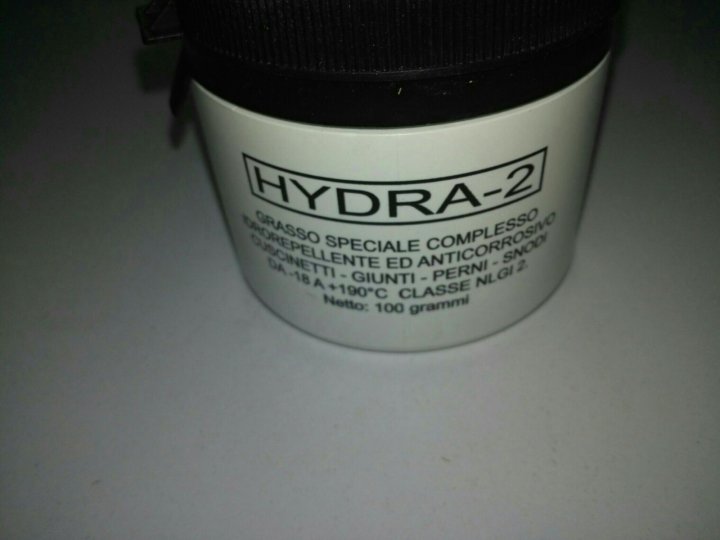 HYDRA-2
GRASSO SPECIALE COMPLESSO
IDROREPELLENTE ED ANTICORROSIVO
CUSCINETTI - GIUNTI - PERNI - SNODI
DA -18 A +190°C CLASSE NLGI 2.
Netto: 100 grammi